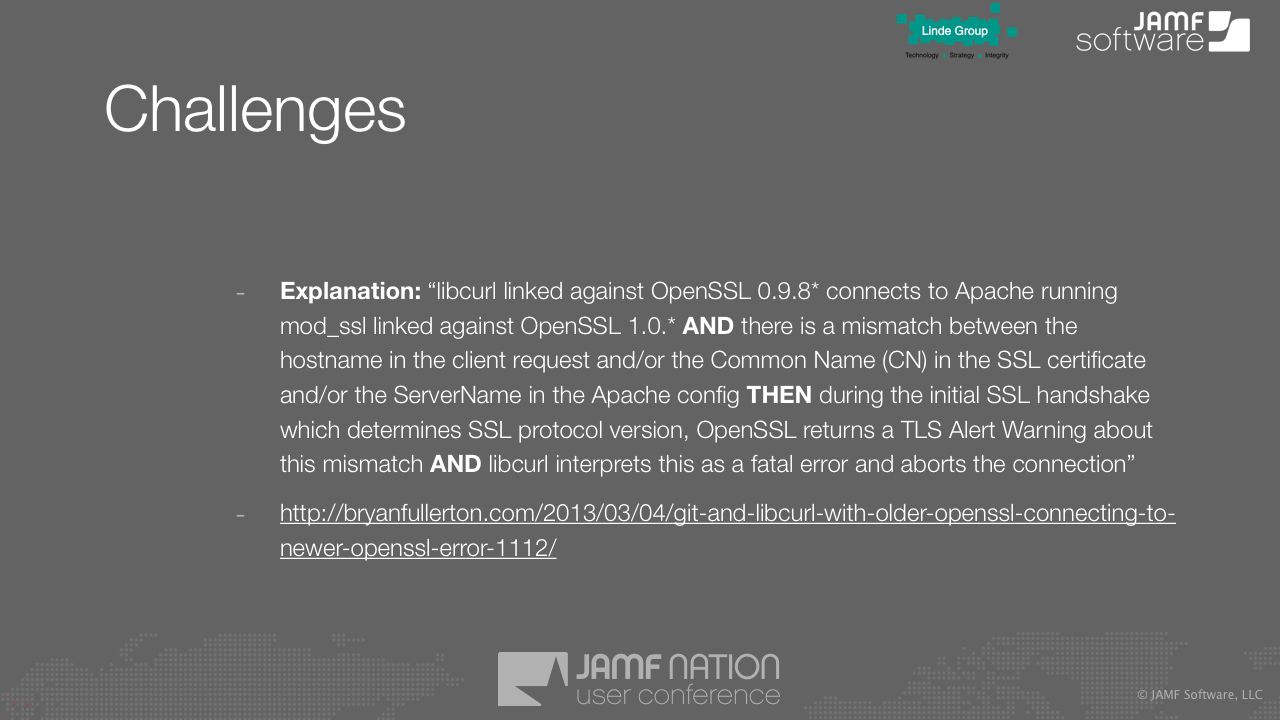 Linde Group
Technology Strategy Integrity
JAMF
software
Challenges
- Explanation: “libcurl linked against OpenSSL 0.9.8* connects to Apache running
mod_ssl linked against OpenSSL 1.0.* AND there is a mismatch between the
hostname in the client request and/or the Common Name (CN) in the SSL certificate
and/or the ServerName in the Apache config THEN during the initial SSL handshake
which determines SSL protocol version, OpenSSL returns a TLS Alert Warning about
this mismatch AND libcurl interprets this as a fatal error and aborts the connection”
- http://bryanfullerton.com/2013/03/04/git-and-libcurl-with-older-openssl-connecting-to-
newer-openssl-error-1112/
JAMF NATION
user conference
© JAMF Software, LLC